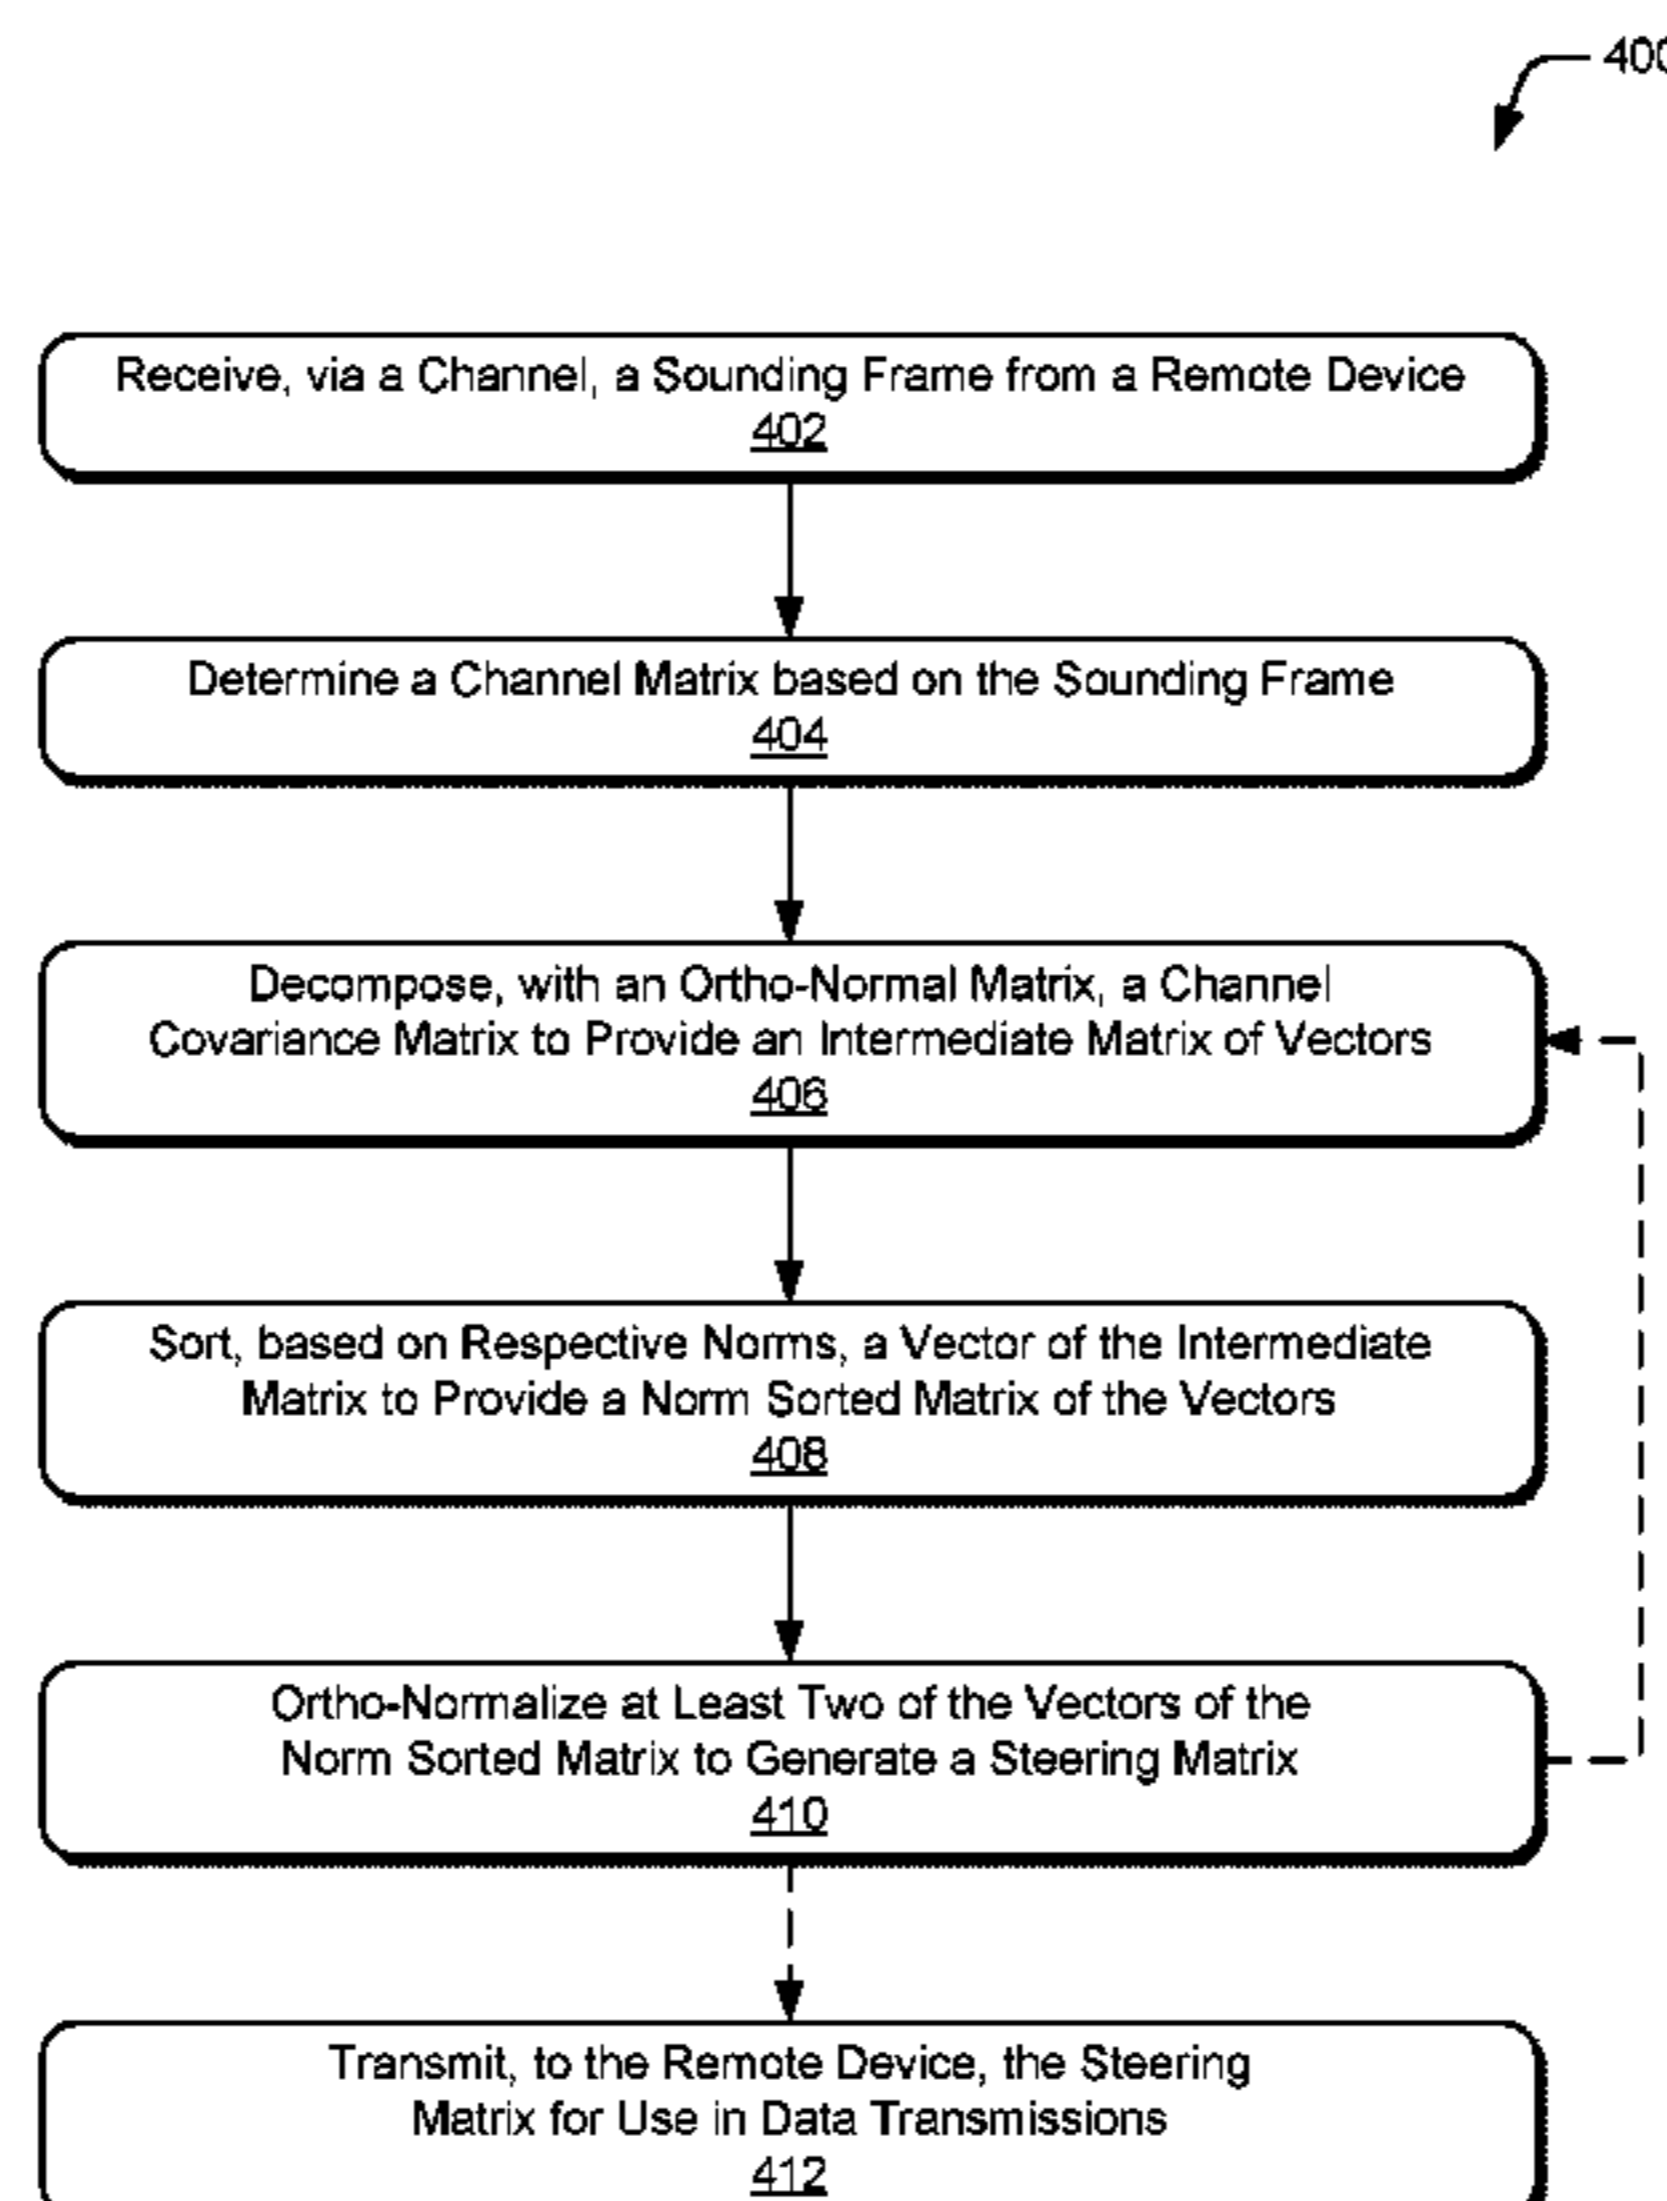 400
Receive, via a Channel, a Sounding Frame from a Remote Device
402
Determine a Channel Matrix based on the Sounding Frame
404
Decompose, with an Ortho-Normal Matrix, a Channel
Covariance Matrix to Provide an Intermediate Matrix of Vectors
406
Sort, based on Respective Norms, a Vector of the Intermediate
Matrix to Provide a Norm Sorted Matrix of the Vectors
408
Ortho-Normalize at Least Two of the Vectors of the
Norm Sorted Matrix to Generate a Steering Matrix
410
Transmit, to the Remote Device, the Steering
Matrix for Use in Data Transmissions
412